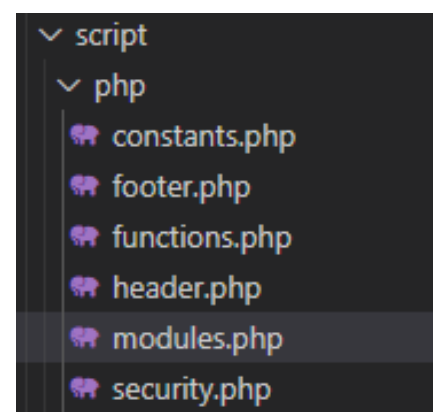 script
php
constants.php
footer.php
functions.php
header.php
modules.php
security.php